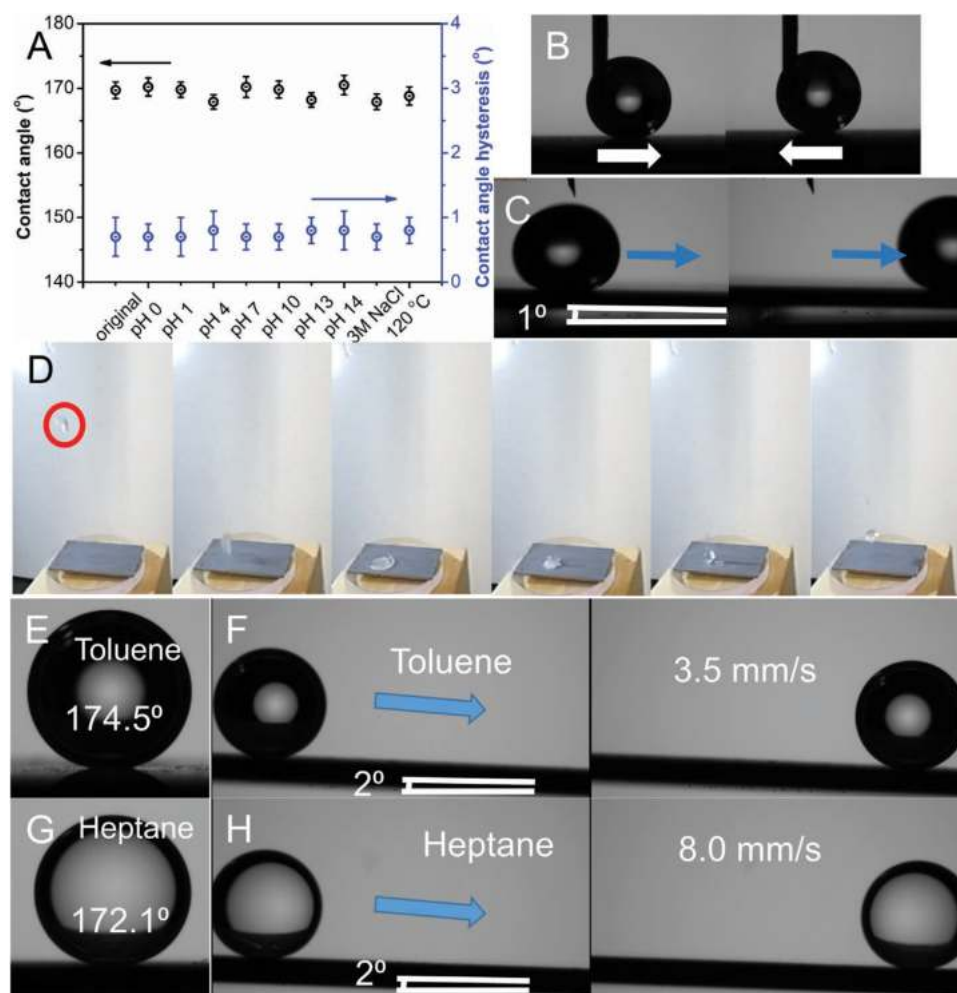 A
180
170
160
150
140
Contact angle (°)
4
3
2
1
0
Contact angle hysteresis (°)
original
pH 0
pH 1
pH 4
pH 7
pH 10
pH 13
pH 14
3M NaCl
120 °C
B
C
1º
D
E
Toluene
174.5º
F
Toluene
2º
3.5 mm/s
G
Heptane
172.1º
H
Heptane
2º
8.0 mm/s